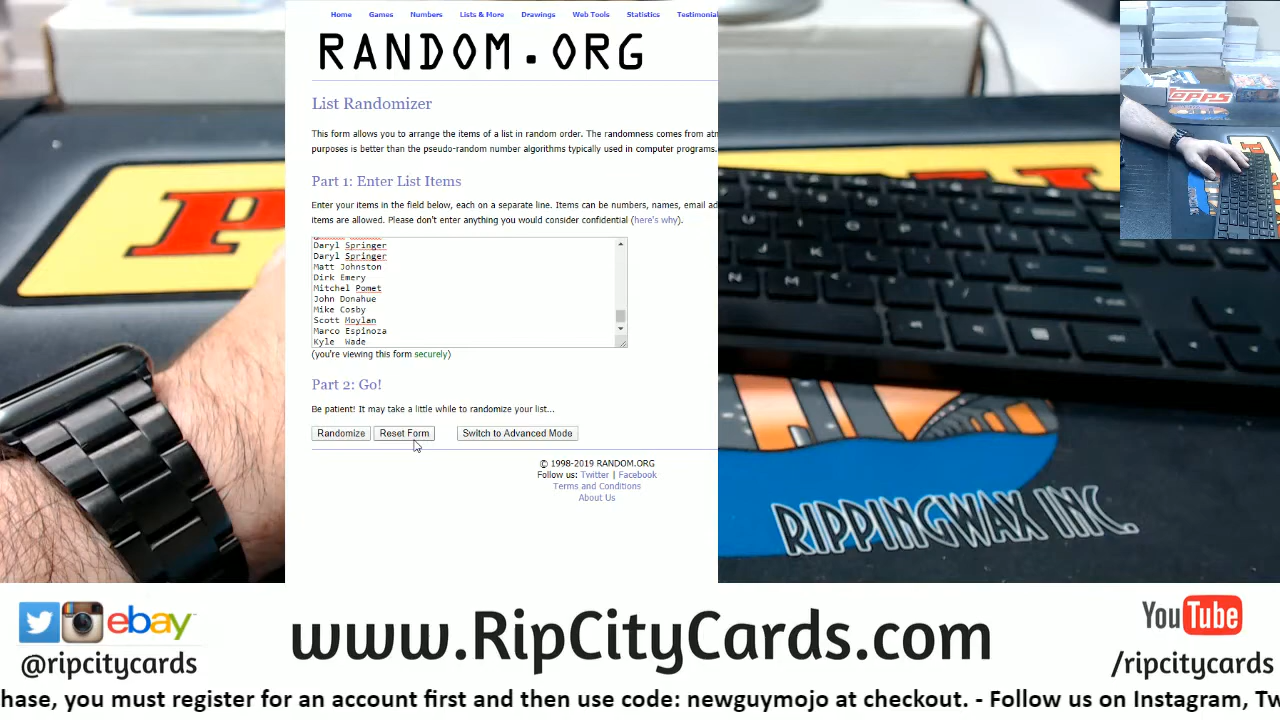 Home Games Numbers Lists & More Drawings Web Tools Statistics Testimonial
RANDOM.ORG
List Randomizer
This form allows you to arrange the items of a list in random order. The randomness comes from atm
purposes is better than the pseudo-random number algorithms typically used in computer programs.
Part 1: Enter List Items
Enter your items in the field below, each on a separate line. Items can be numbers, names, email ad
items are allowed. Please don't enter anything you would consider confidential (here's why).
Daryl Springer
Daryl Springer
Matt Johnston
Dirk Emery
Mitchel Pomet
John Donahue
Mike Cosby
Scott Moylan
Marco Espinoza
Kyle Wade
(you're viewing this form securely)
Part 2: Go!
Be patient! It may take a little while to randomize your list...
Randomize Reset Form Switch to Advanced Mode
© 1998-2019 RANDOM.ORG
Follow us: Twitter | Facebook
Terms and Conditions
About Us
Topps
RIPPINGWAX INC.
ebay
@ripcitycards
www.RipCityCards.com
YouTube
/ripcitycards
hase, you must register for an account first and then use code: newguymojo at checkout. - Follow us on Instagram, Tw